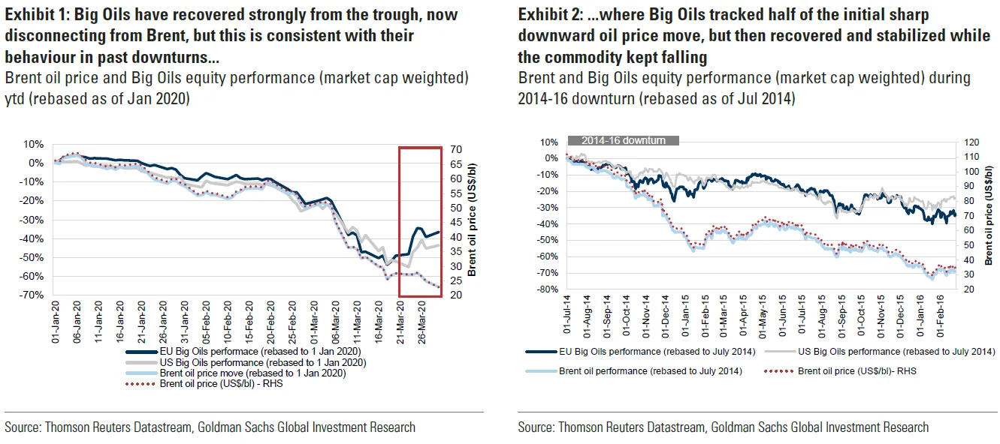 Exhibit 1: Big Oils have recovered strongly from the trough, now
disconnecting from Brent, but this is consistent with their
behaviour in past downturns...
Brent oil price and Big Oils equity performance (market cap weighted)
ytd (rebased as of Jan 2020)
10%
0%
-10%
-20%
-30%
-40%
-50%
-60%
-70%
70
65
60
55
50
45
40
35
30
25
20
Brent oil price (US$/bl)
01-Jan-20
06-Jan-20
11-Jan-20
16-Jan-20
21-Jan-20
26-Jan-20
31-Jan-20
05-Feb-20
10-Feb-20
15-Feb-20
20-Feb-20
25-Feb-20
01-Mar-20
06-Mar-20
11-Mar-20
16-Mar-20
21-Mar-20
26-Mar-20
EU Big Oils performace (rebased to 1 Jan 2020)
US Big Oils performance (rebased to 1 Jan 2020)
Brent oil price move (rebased to 1 Jan 2020)
Brent oil price (US$/bl) - RHS
Source: Thomson Reuters Datastream, Goldman Sachs Global Investment Research
Exhibit 2: ...where Big Oils tracked half of the initial sharp
downward oil price move, but then recovered and stabilized while
the commodity kept falling
Brent and Big Oils equity performance (market cap weighted) during
2014-16 downturn (rebased as of Jul 2014)
2014-16 downturn
10%
0%
-10%
-20%
-30%
-40%
-50%
-60%
-70%
-80%
120
110
100
90
80
70
60
50
40
30
20
Brent oil price (US$/bl)
01-Jul-14
01-Aug-14
01-Sep-14
01-Oct-14
01-Nov-14
01-Dec-14
01-Jan-15
01-Feb-15
01-Mar-15
01-Apr-15
01-May-15
01-Jun-15
01-Jul-15
01-Aug-15
01-Sep-15
01-Oct-15
01-Nov-15
01-Dec-15
01-Jan-16
01-Feb-16
EU Big Oils performance (rebased to July 2014)
US Big Oils performance (rebased to July 2014)
Brent oil performance (rebased to July 2014)
Brent oil price (US$/bl)- RHS
Source: Thomson Reuters Datastream, Goldman Sachs Global Investment Research